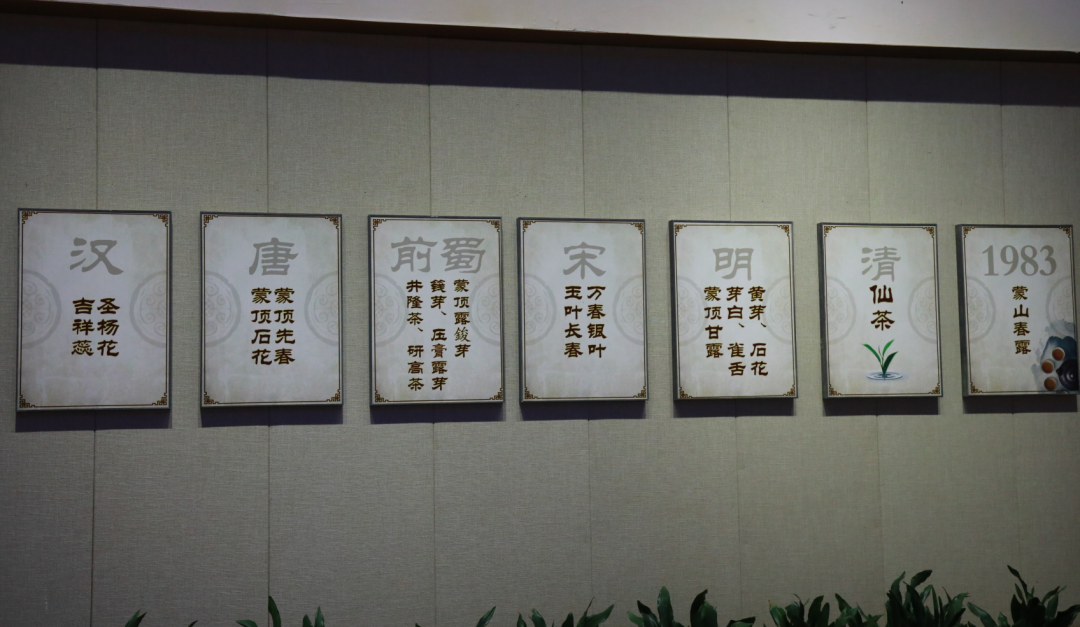 汉
圣杨花
吉祥蕊
唐
蒙顶先春
蒙顶石花
前蜀
蒙顶露鋑芽
篯芽、压膏露芽
井隆茶、研高茶
宋
万春银叶
玉叶长春
明
黄芽、石花
芽白、雀舌
蒙顶甘露
清
仙茶
1983
蒙山春露